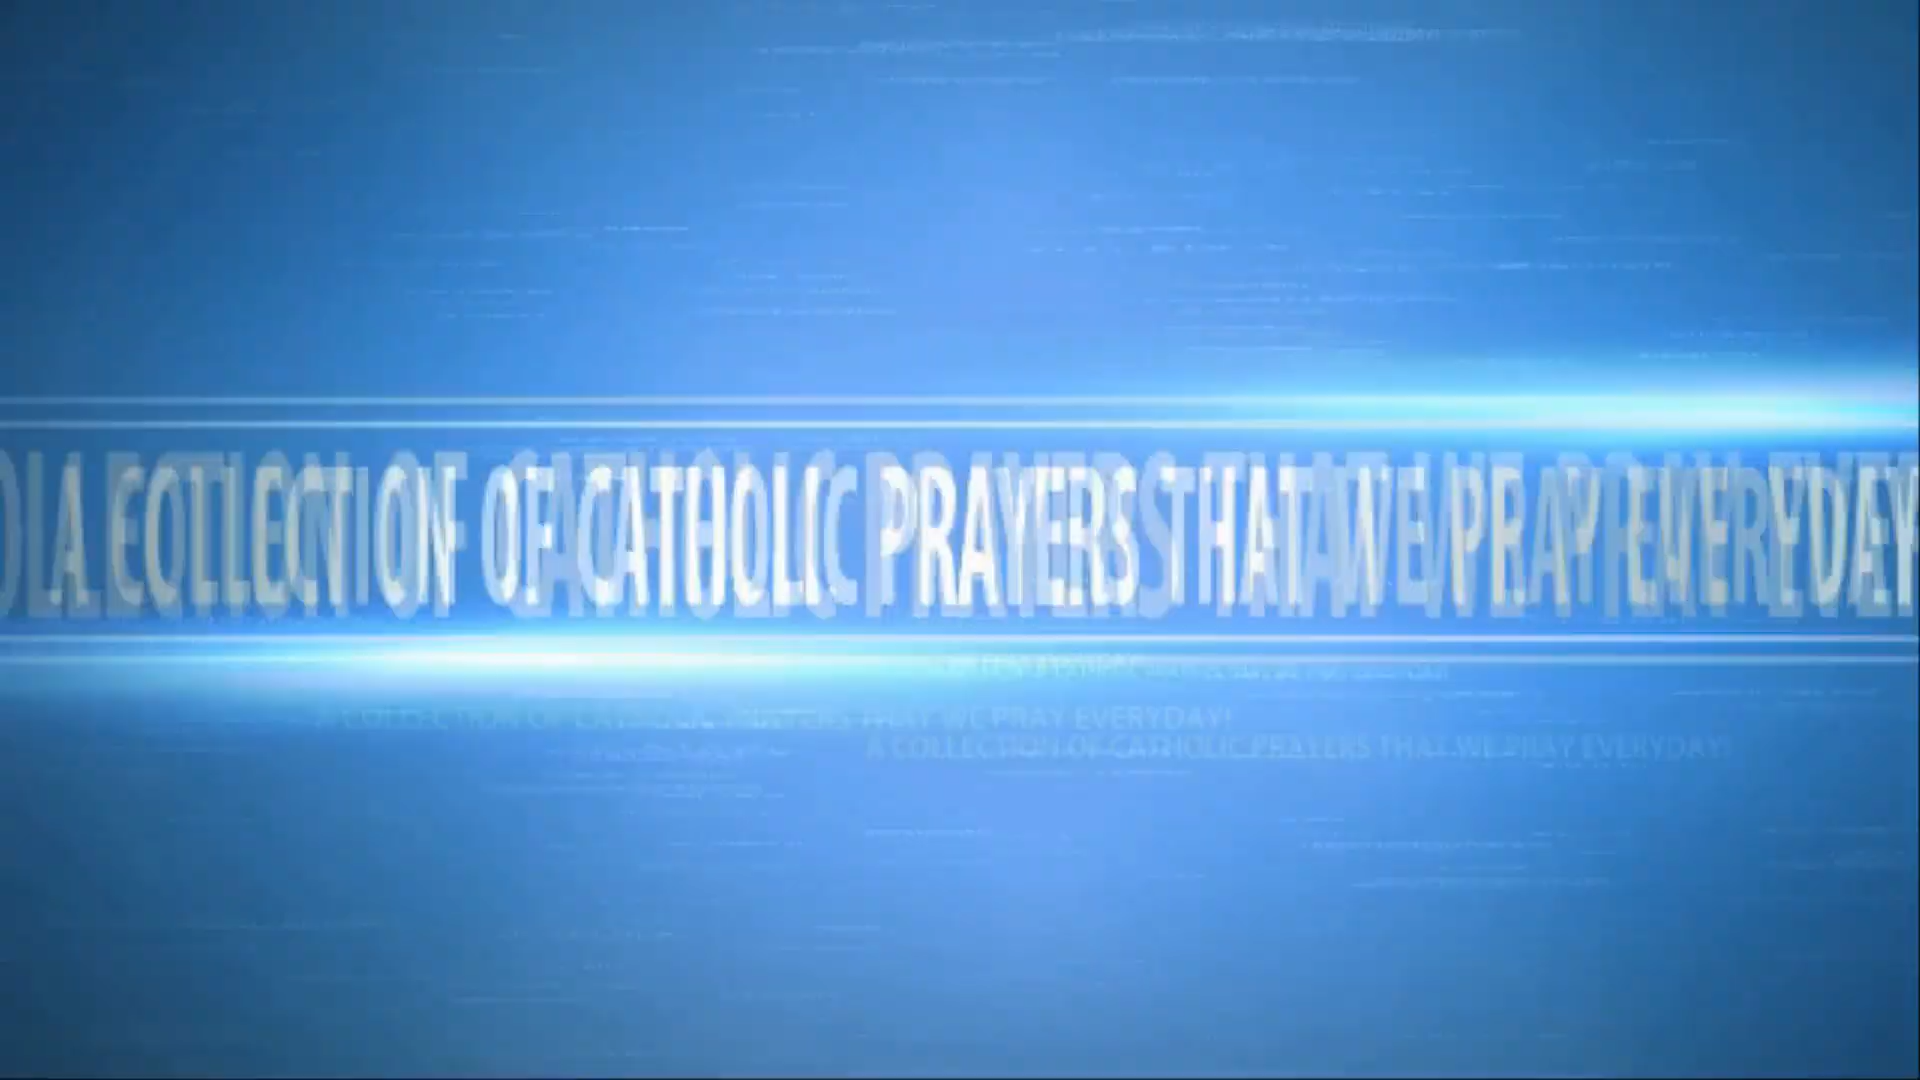 A COLLECTION OF CATHOLIC PRAYERS THAT WE PRAY EVERYDAY
A COLLECTION OF CATHOLIC PRAYERS THAT WE PRAY EVERYDAY!
A COLLECTION OF CATHOLIC PRAYERS THAT WE PRAY EVERYDAY!